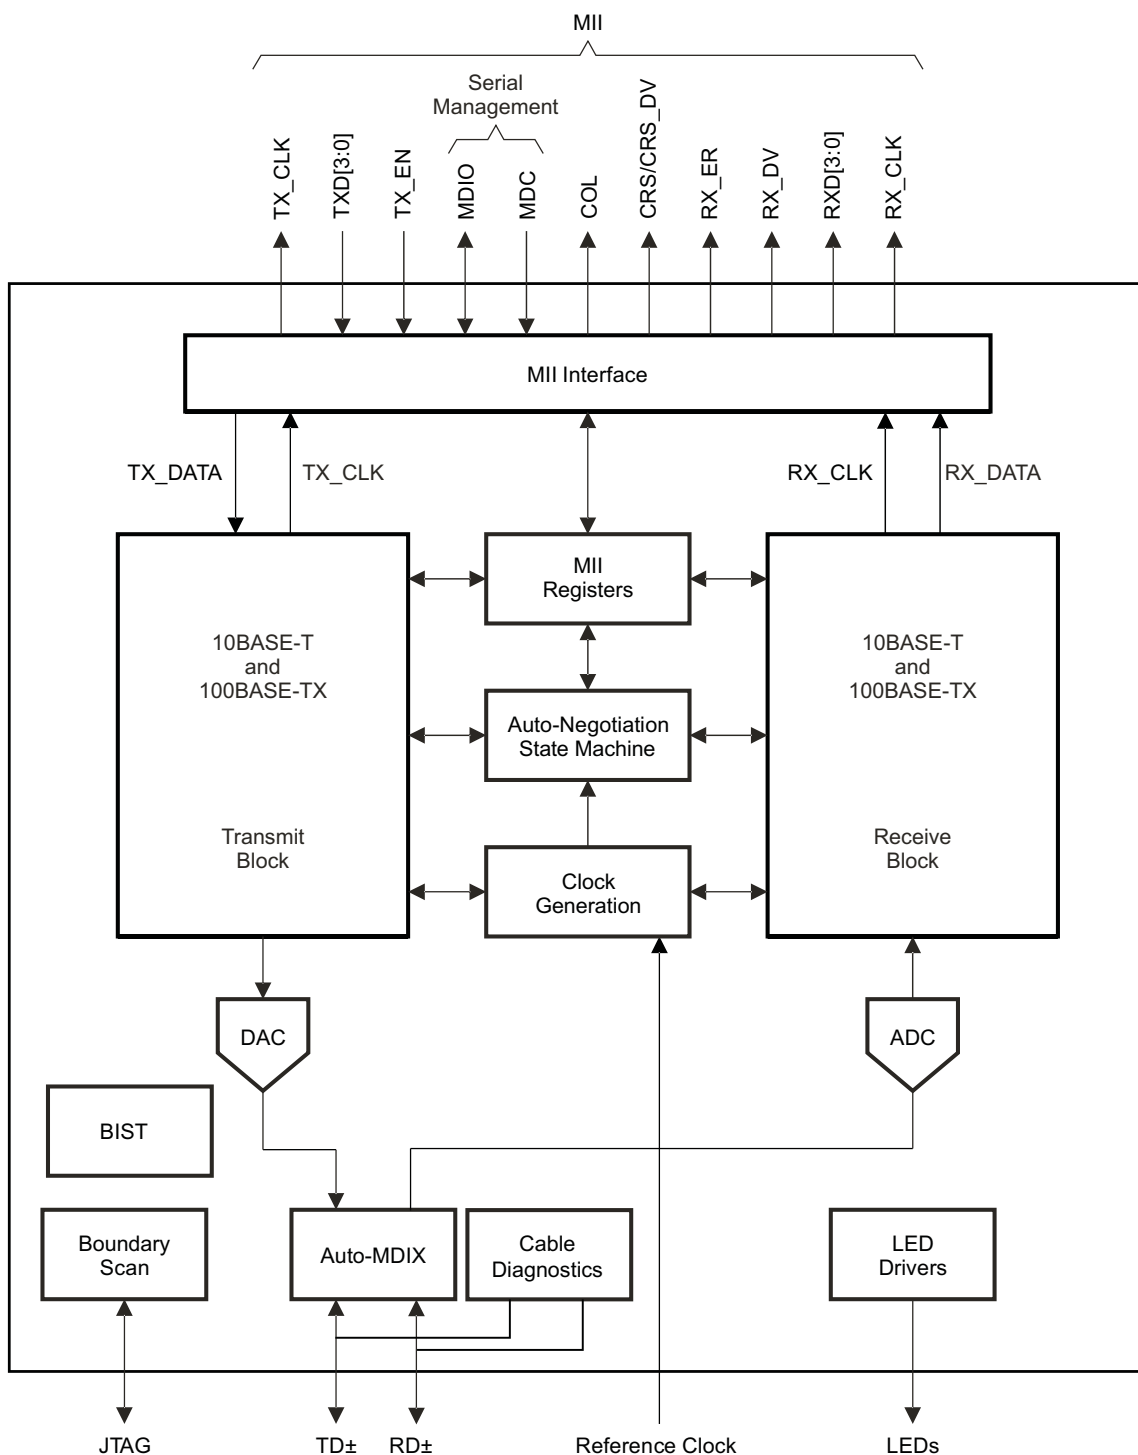 MII
Serial
Management
TX_CLK
TXD[3:0]
TX_EN
MDIO
MDC
COL
CRS/CRS_DV
RX_ER
RX_DV
RXD[3:0]
RX_CLK
MII Interface
TX_DATA
TX_CLK
RX_CLK
RX_DATA
10BASE-T
and
100BASE-TX
Transmit
Block
MII
Registers
Auto-Negotiation
State Machine
Clock
Generation
10BASE-T
and
100BASE-TX
Receive
Block
DAC
ADC
BIST
Boundary
Scan
Auto-MDIX
Cable
Diagnostics
LED
Drivers
JTAG
TD±
RD±
Reference Clock
LEDs